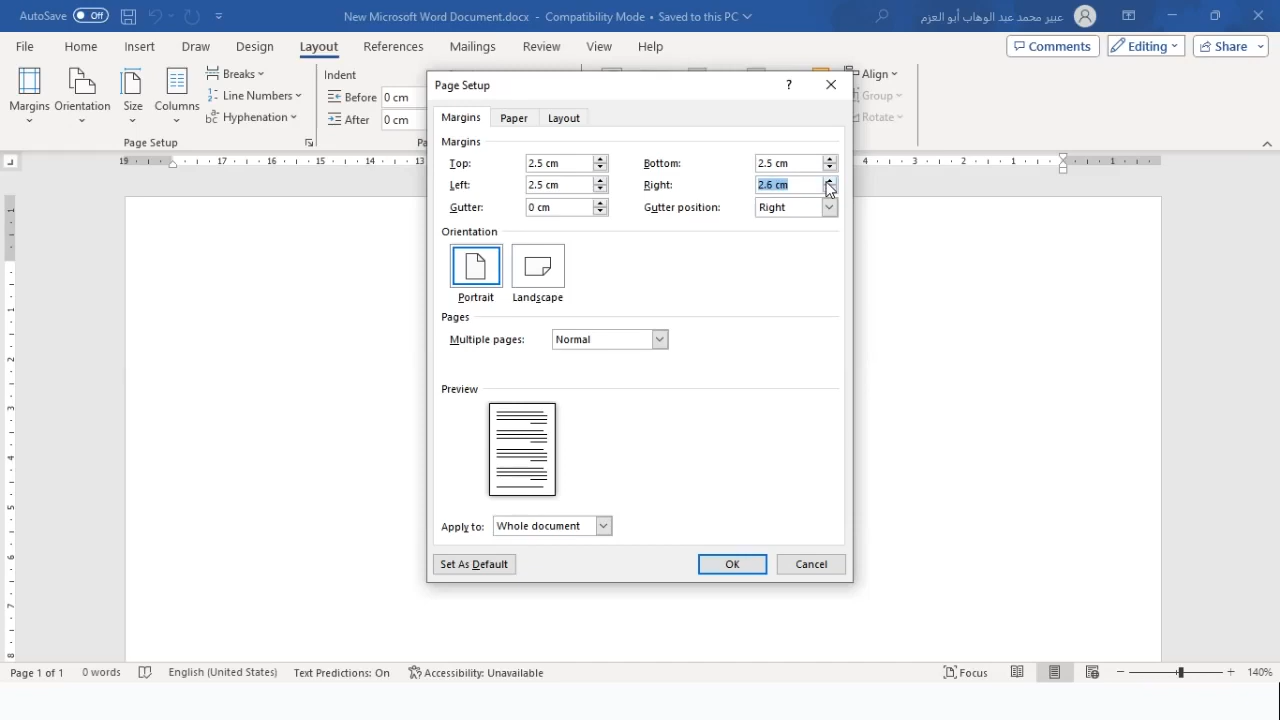 AutoSave Off New Microsoft Word Document.docx - Compatibility Mode • Saved to this PC عبير محمد عبد الوهاب أبو العزم
File Home Insert Draw Design Layout References Mailings Review View Help Comments Editing Share
Margins Orientation Size Columns
Breaks
Line Numbers
Hyphenation
Page Setup
Indent
Before 0 cm
After 0 cm
Align
Group
Rotate
Page Setup
Margins Paper Layout
Margins
Top: 2.5 cm Bottom: 2.5 cm
Left: 2.5 cm Right: 2.6 cm
Gutter: 0 cm Gutter position: Right
Orientation
Portrait Landscape
Pages
Multiple pages: Normal
Preview
Apply to: Whole document
Set As Default OK Cancel
Page 1 of 1 0 words English (United States) Text Predictions: On Accessibility: Unavailable Focus 140%